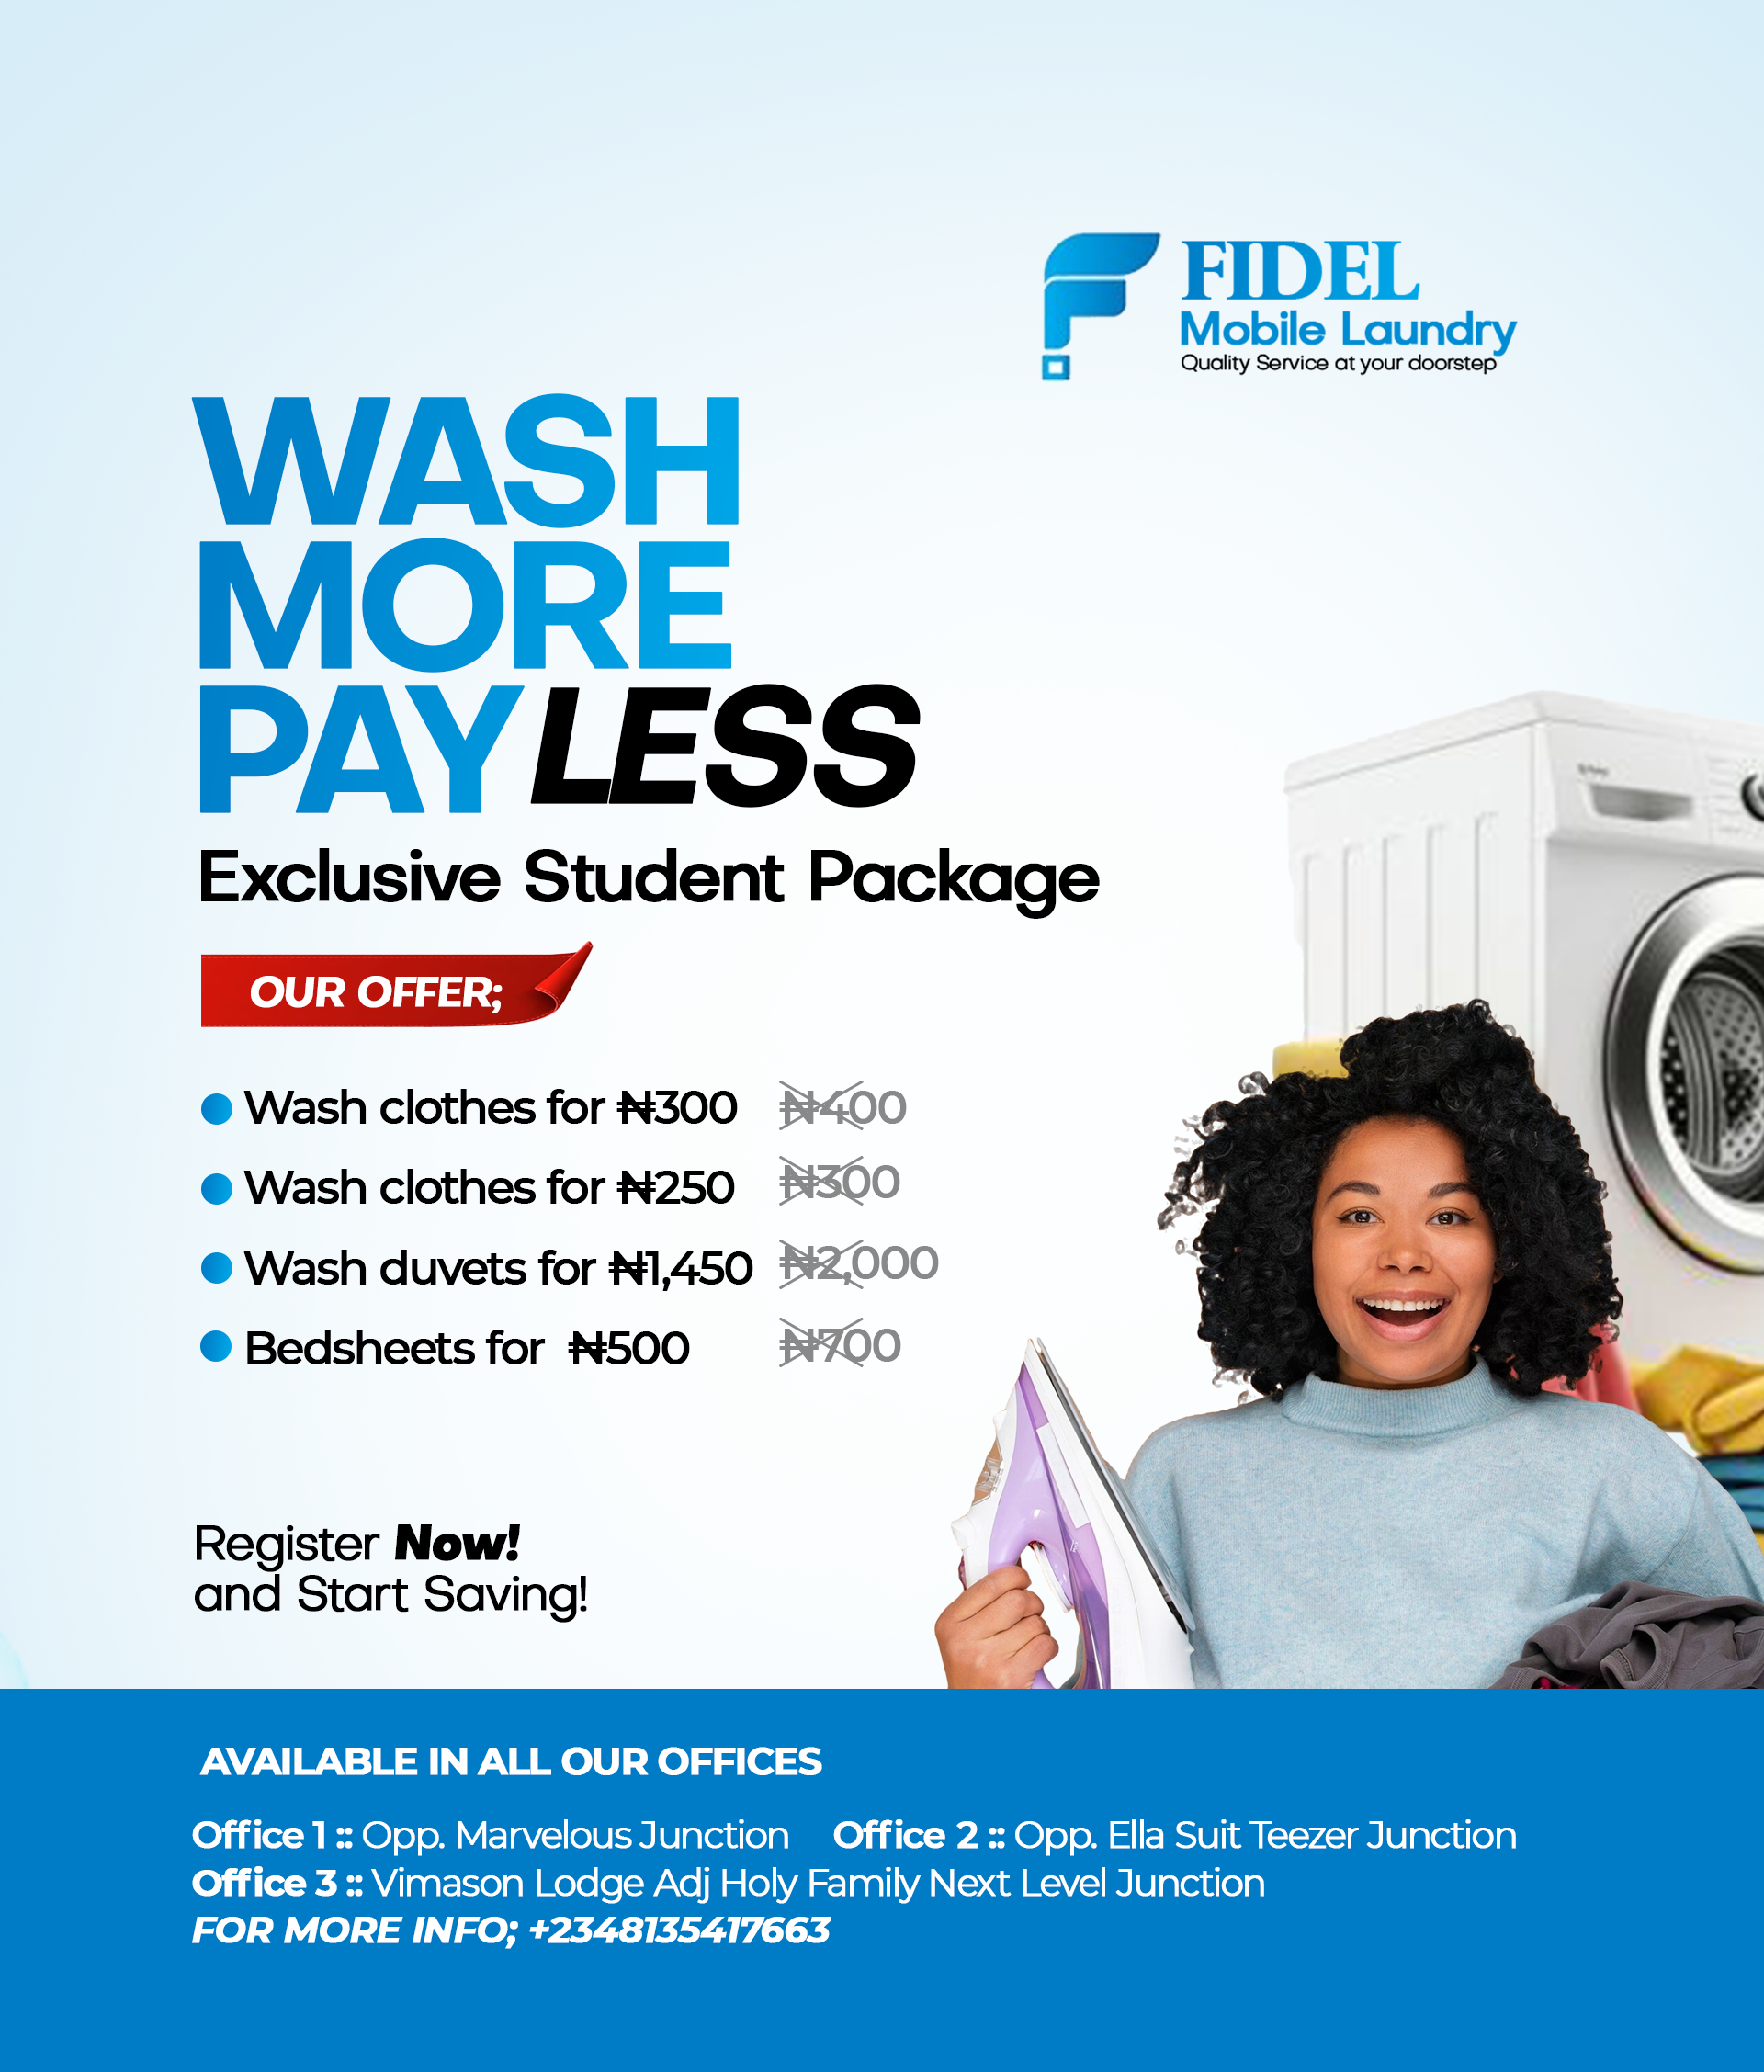 FIDEL
Mobile Laundry
Quality Service at your doorstep
WASH
MORE
PAY LESS
Exclusive Student Package
OUR OFFER;
Wash clothes for ₦300 ₦400
Wash clothes for ₦250 ₦300
Wash duvets for ₦1,450 ₦2,000
Bedsheets for ₦500 ₦700
Register Now!
and Start Saving!
AVAILABLE IN ALL OUR OFFICES
Office 1 :: Opp. Marvelous Junction Office 2 :: Opp. Ella Suit Teezer Junction
Office 3 :: Vimason Lodge Adj Holy Family Next Level Junction
FOR MORE INFO; +2348135417663